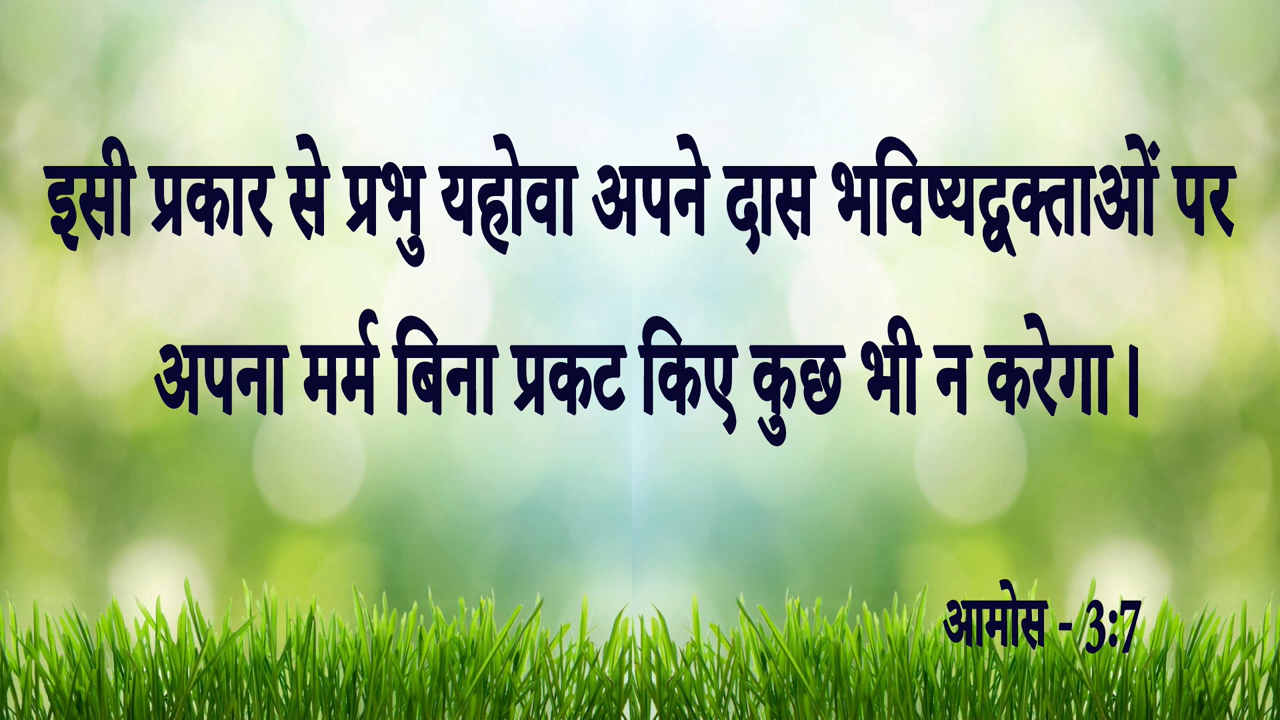 इसी प्रकार से प्रभु यहोवा अपने दास भविष्यद्वक्ताओं पर
अपना मर्म बिना प्रकट किए कुछ भी न करेगा।
आमोस - 3:7